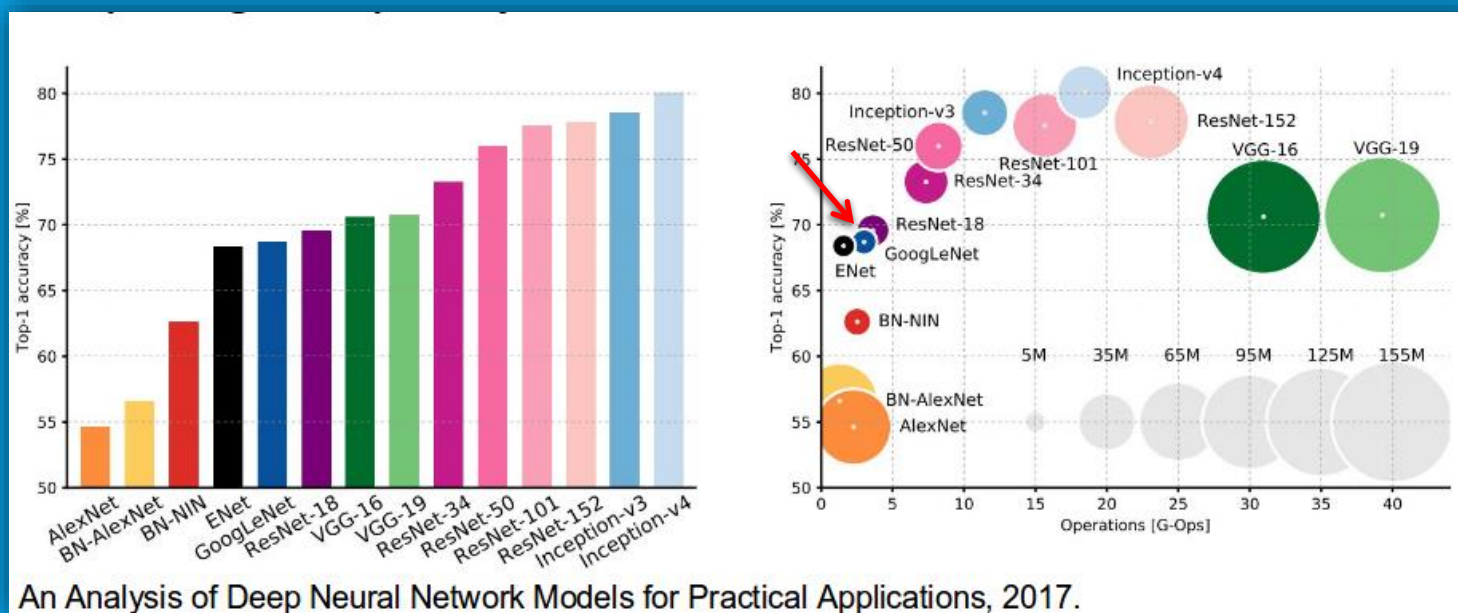 Top-1 accuracy [%]
80
75
70
65
60
55
50
AlexNet
BN-AlexNet
BN-NIN
ENet
GoogLeNet
ResNet-18
VGG-16
VGG-19
ResNet-34
ResNet-50
ResNet-101
ResNet-152
Inception-v3
Inception-v4
Top-1 accuracy [%]
80
75
70
65
60
55
50
Inception-v4
Inception-v3
ResNet-152
ResNet-50
ResNet-101
VGG-16
VGG-19
ResNet-34
ResNet-18
GoogLeNet
ENet
BN-NIN
5M 35M 65M 95M 125M 155M
BN-AlexNet
AlexNet
0 5 10 15 20 25 30 35 40
Operations [G-Ops]
An Analysis of Deep Neural Network Models for Practical Applications, 2017.